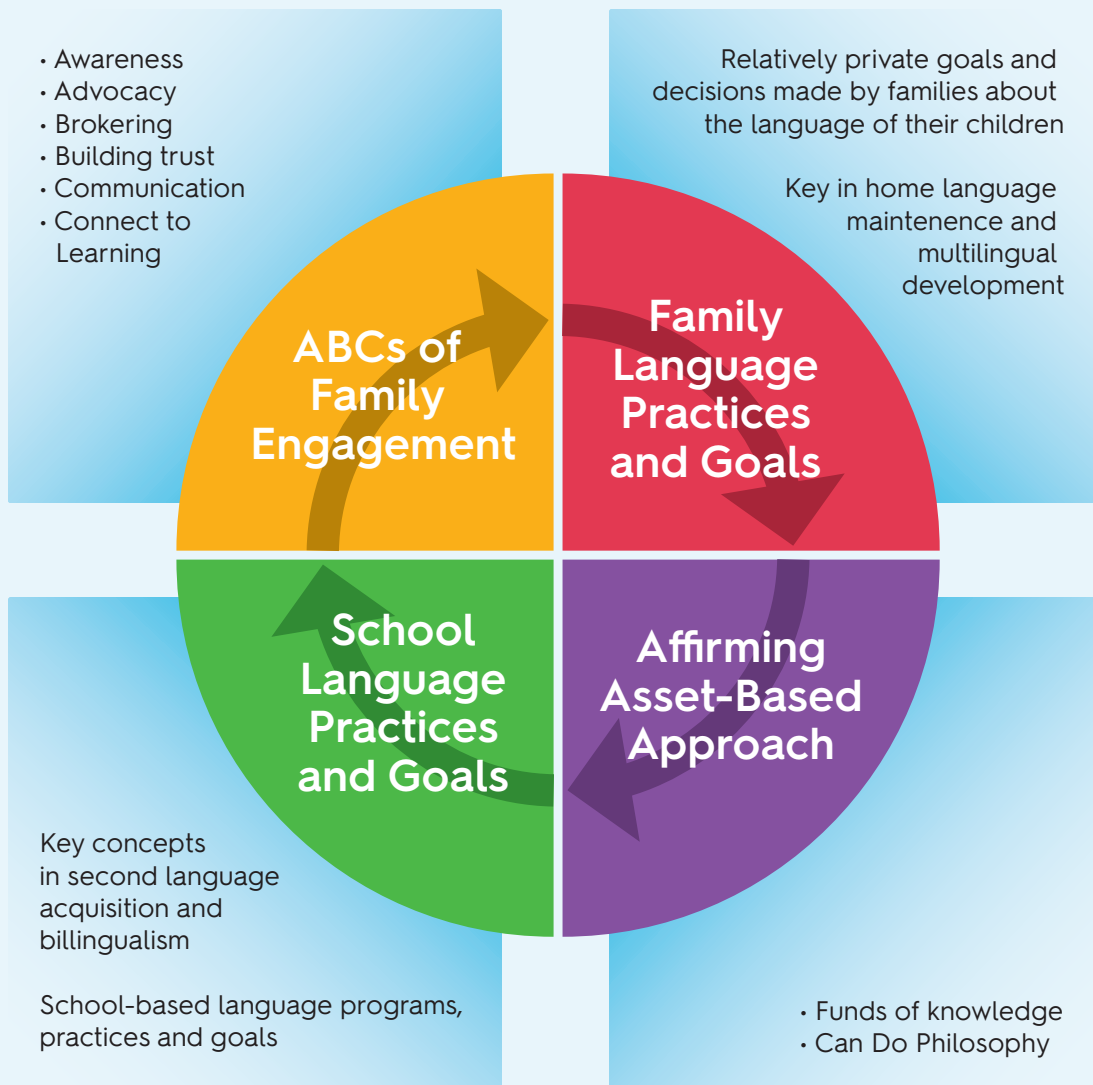 • Awareness
• Advocacy
• Brokering
• Building trust
• Communication
• Connect to
Learning
Relatively private goals and
decisions made by families about
the language of their children
Key in home language
maintenence and
multilingual
development
ABCs of
Family
Engagement
Family
Language
Practices
and Goals
School
Language
Practices
and Goals
Affirming
Asset-Based
Approach
Key concepts
in second language
acquisition and
billingualism
School-based language programs,
practices and goals
• Funds of knowledge
• Can Do Philosophy